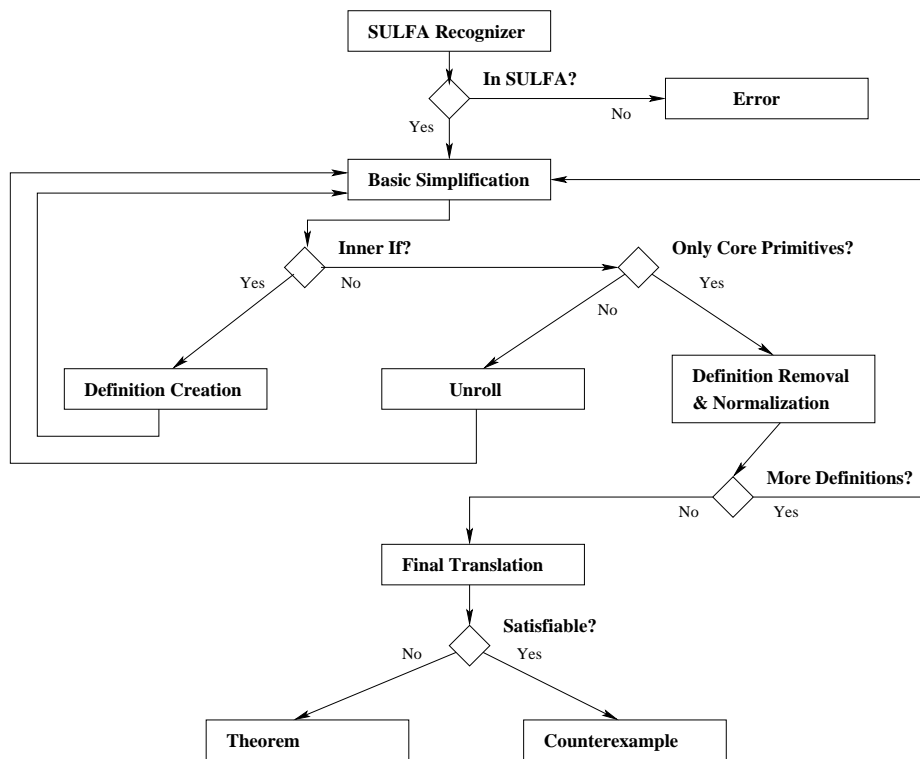 SULFA Recognizer
In SULFA?
Error
No
Yes
Basic Simplification
Inner If?
Only Core Primitives?
Yes
No
Yes
No
Definition Creation
Unroll
Definition Removal
& Normalization
More Definitions?
No
Yes
Final Translation
Satisfiable?
No
Yes
Theorem
Counterexample